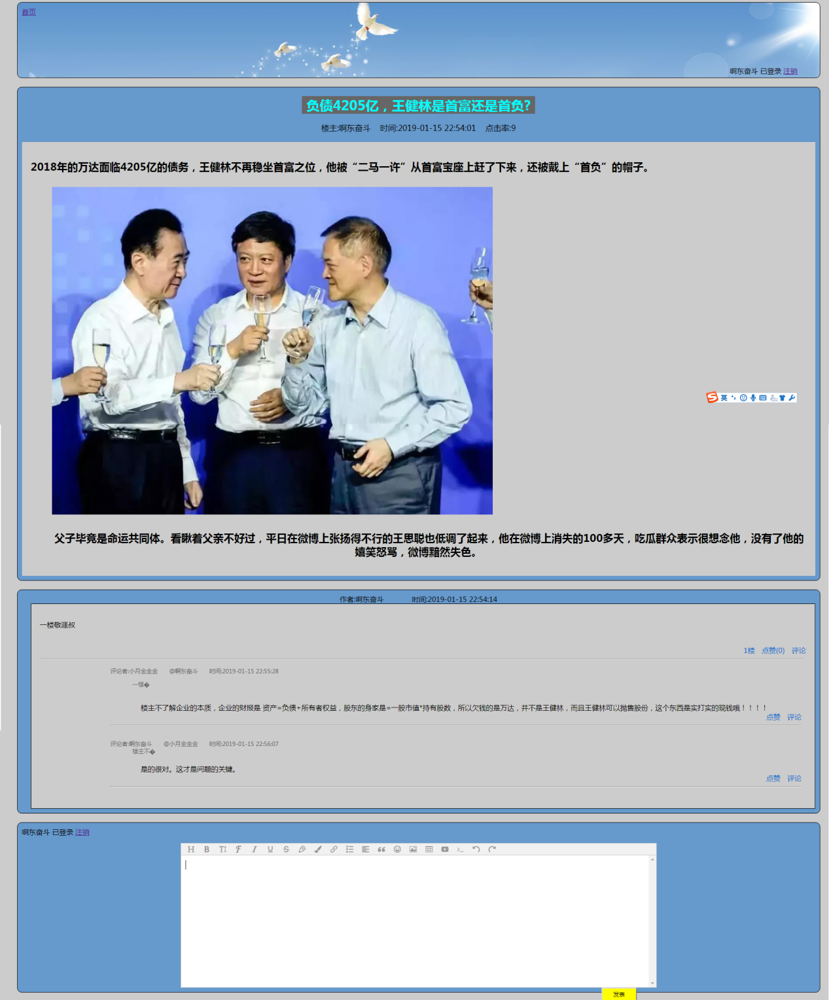 首页
啊东奋斗 已登录 注销
负债4205亿，王健林是首富还是首负?
楼主:啊东奋斗 时间:2019-01-15 22:54:01 点击率:9
2018年的万达面临4205亿的债务，王健林不再稳坐首富之位，他被“二马一许”从首富宝座上赶了下来，还被戴上“首负”的帽子。
英
父子毕竟是命运共同体。看瞅着父亲不好过，平日在微博上张扬得不行的王思聪也低调了起来，他在微博上消失的100多天，吃瓜群众表示很想念他，没有了他的
嬉笑怒骂，微博黯然失色。
作者:啊东奋斗 时间:2019-01-15 22:54:14
一楼敬涯叔
1楼 点赞(0) 评论
评论者:小月金金金 @啊东奋斗 时间:2019-01-15 22:55:28
一楼�
楼主不了解企业的本质，企业的财报是 资产=负债+所有者权益，股东的身家是=一股市值*持有股数，所以欠钱的是万达，并不是王健林，而且王健林可以抛售股份，这个东西是实打实的现钱哦！！！！
点赞 评论
评论者:啊东奋斗 @小月金金金 时间:2019-01-15 22:56:07
楼主不�
是的很对。这才是问题的关键。
点赞 评论
啊东奋斗 已登录 注销
发表